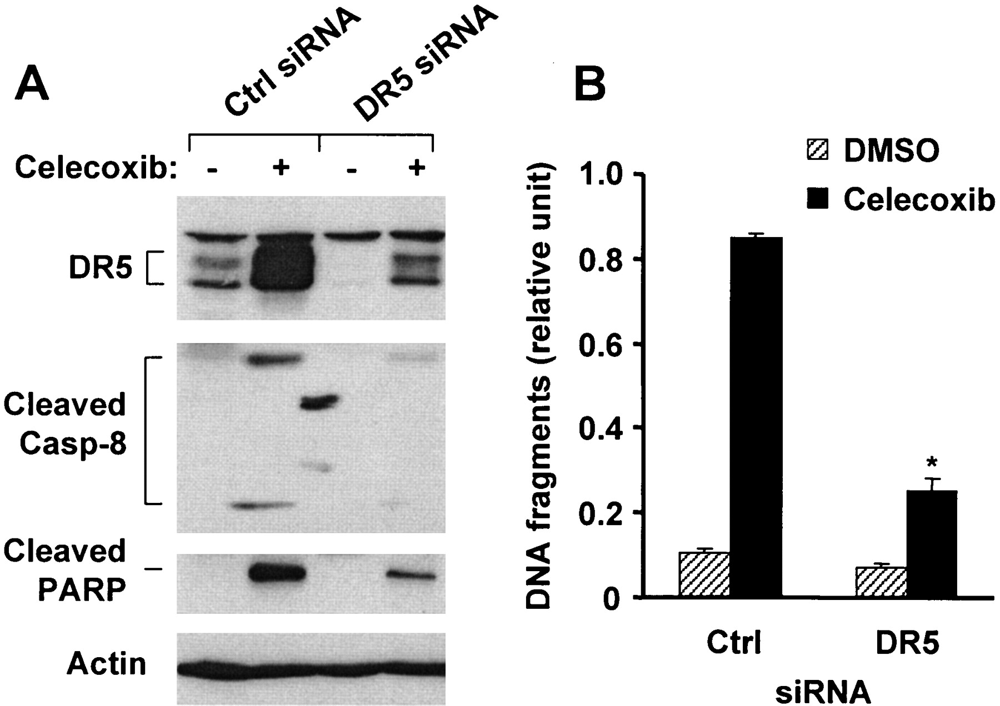 A
Ctrl siRNA
DR5 siRNA
Celecoxib: - + - +
DR5
Cleaved
Casp-8
Cleaved
PARP
Actin
B
DMSO
Celecoxib
DNA fragments (relative unit)
1.0
0.8
0.6
0.4
0.2
0
*
Ctrl DR5
siRNA